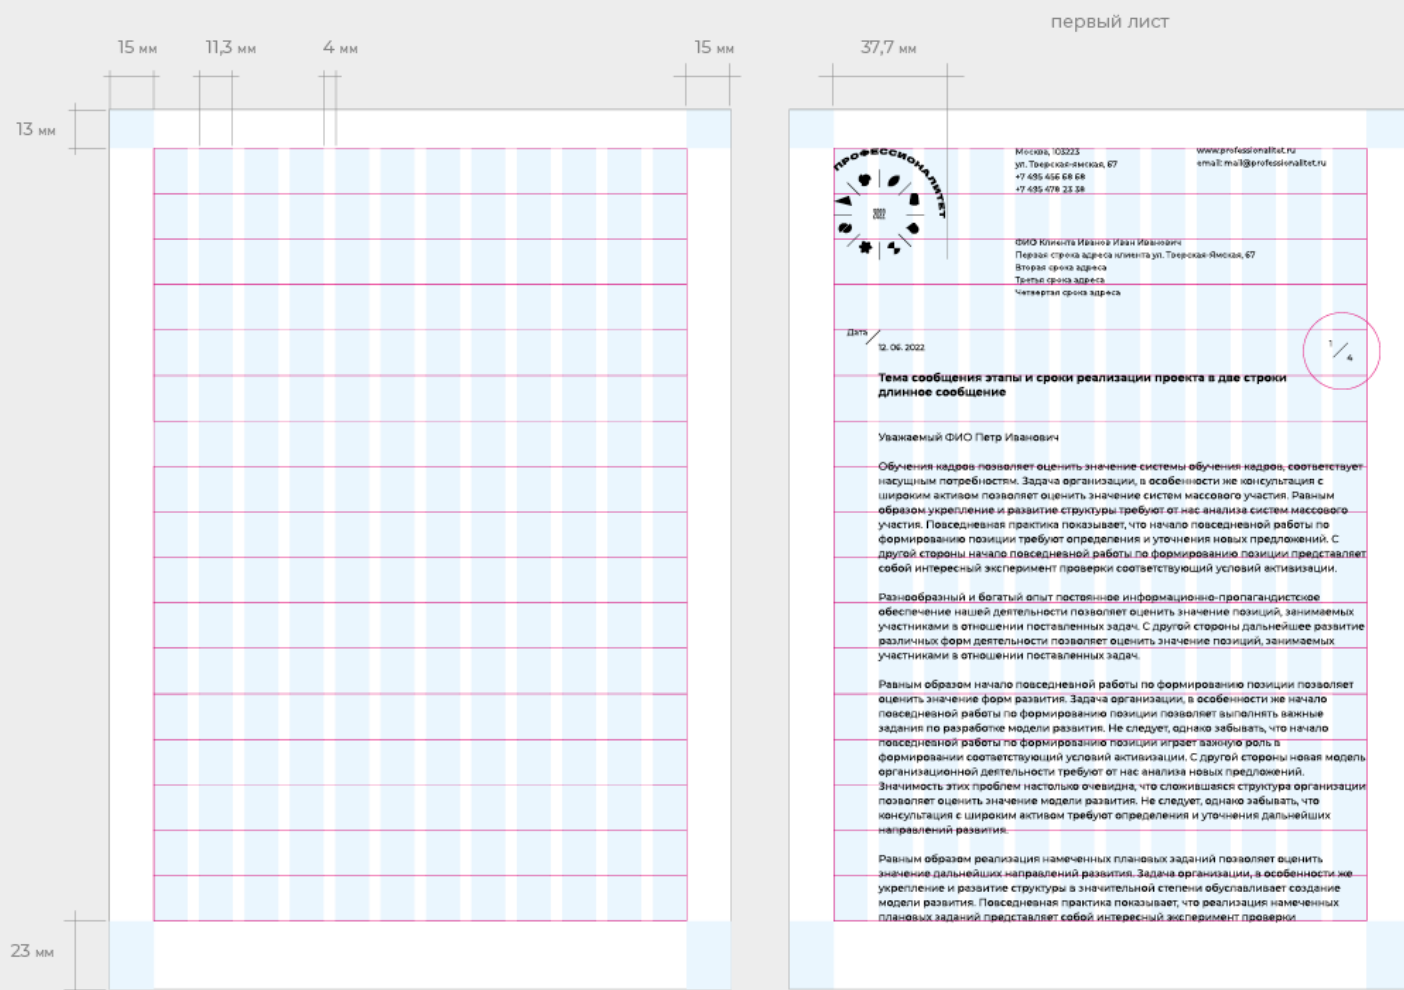 первый лист
15 мм
11,3 мм
4 мм
15 мм
37,7 мм
13 мм
23 мм
ПРОФЕССИОНАЛИТЕТ
2022
Москва, 103223
ул. Тверская-ямская, 67
+7 495 456 68 68
+7 495 478 23 38
www.professionalitet.ru
email: mail@professionalitet.ru
ФИО Клиента Иванов Иван Иванович
Первая строка адреса клиента ул. Тверская-Ямская, 67
Вторая срока адреса
Третья срока адреса
Четвертая срока адреса
Дата
12. 06. 2022
1
4
Тема сообщения этапы и сроки реализации проекта в две строки
длинное сообщение
Уважаемый ФИО Петр Иванович
Обучения кадров позволяет оценить значение системы обучения кадров, соответствует
насущным потребностям. Задача организации, в особенности же консультация с
широким активом позволяет оценить значение систем массового участия. Равным
образом укрепление и развитие структуры требуют от нас анализа систем массового
участия. Повседневная практика показывает, что начало повседневной работы по
формированию позиции требуют определения и уточнения новых предложений. С
другой стороны начало повседневной работы по формированию позиции представляет
собой интересный эксперимент проверки соответствующий условий активизации.
Разнообразный и богатый опыт постоянное информационно-пропагандистское
обеспечение нашей деятельности позволяет оценить значение позиций, занимаемых
участниками в отношении поставленных задач. С другой стороны дальнейшее развитие
различных форм деятельности позволяет оценить значение позиций, занимаемых
участниками в отношении поставленных задач.
Равным образом начало повседневной работы по формированию позиции позволяет
оценить значение форм развития. Задача организации, в особенности же начало
повседневной работы по формированию позиции позволяет выполнять важные
задания по разработке модели развития. Не следует, однако забывать, что начало
повседневной работы по формированию позиции играет важную роль в
формировании соответствующий условий активизации. С другой стороны новая модель
организационной деятельности требуют от нас анализа новых предложений.
Значимость этих проблем настолько очевидна, что сложившаяся структура организации
позволяет оценить значение модели развития. Не следует, однако забывать, что
консультация с широким активом требуют определения и уточнения дальнейших
направлений развития.
Равным образом реализация намеченных плановых заданий позволяет оценить
значение дальнейших направлений развития. Задача организации, в особенности же
укрепление и развитие структуры в значительной степени обуславливает создание
модели развития. Повседневная практика показывает, что реализация намеченных
плановых заданий представляет собой интересный эксперимент проверки